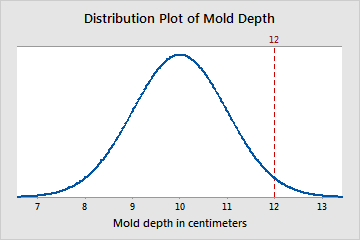 Distribution Plot of Mold Depth
12
7 8 9 10 11 12 13
Mold depth in centimeters